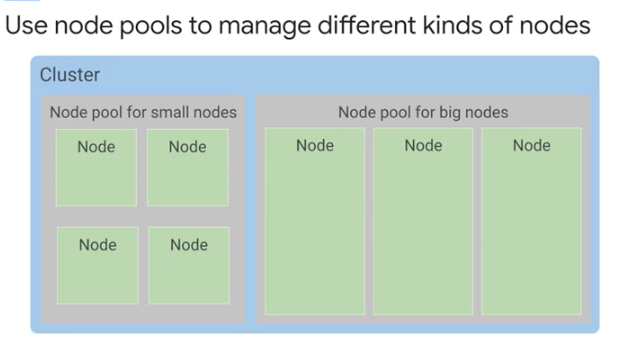 Use node pools to manage different kinds of nodes
Cluster
Node pool for small nodes
Node
Node
Node
Node
Node pool for big nodes
Node
Node
Node